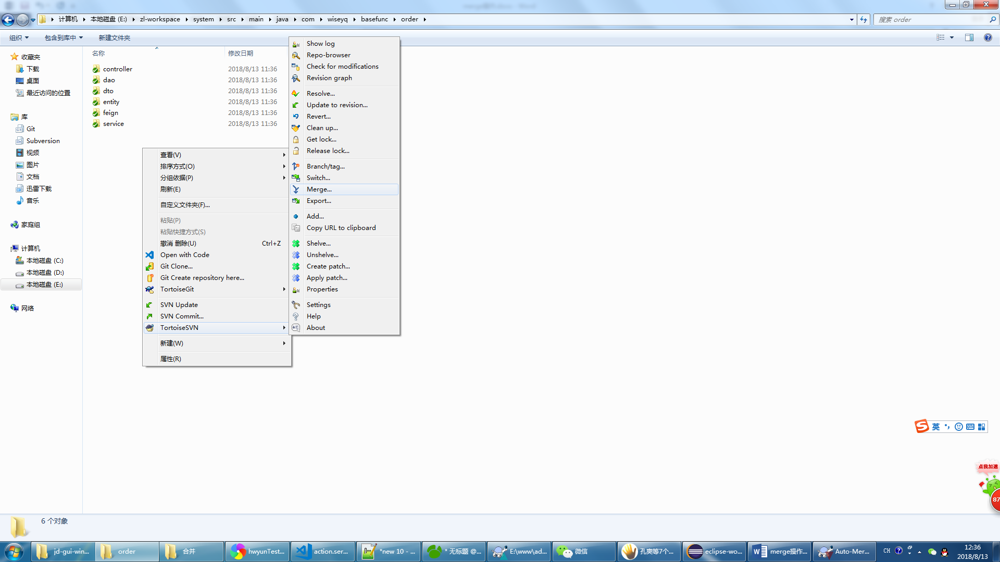 计算机 本地磁盘 (E:) zl-workspace system src main java com wiseyq basefunc order
搜索 order
组织 包含到库中 新建文件夹
名称 修改日期
controller 2018/8/13 11:36
dao 2018/8/13 11:36
dto 2018/8/13 11:36
entity 2018/8/13 11:36
feign 2018/8/13 11:36
service 2018/8/13 11:36
收藏夹
下载
桌面
最近访问的位置
库
Git
Subversion
视频
图片
文档
迅雷下载
音乐
家庭组
计算机
本地磁盘 (C:)
本地磁盘 (D:)
本地磁盘 (E:)
网络
查看(V)
排序方式(O)
分组依据(P)
刷新(E)
自定义文件夹(F)...
粘贴(P)
粘贴快捷方式(S)
撤消 删除(U) Ctrl+Z
Open with Code
Git Clone...
Git Create repository here...
TortoiseGit
SVN Update
SVN Commit...
TortoiseSVN
新建(W)
属性(R)
Show log
Repo-browser
Check for modifications
Revision graph
Resolve...
Update to revision...
Revert...
Clean up...
Get lock...
Release lock...
Branch/tag...
Switch...
Merge...
Export...
Add...
Copy URL to clipboard
Shelve...
Unshelve...
Create patch...
Apply patch...
Properties
Settings
Help
About
英
点我加速
87
6 个对象
jd-gui-win... order 合并 hwyunTest... action.ser... *new 10 - ... * 无标题 @... E:\www\ad... 微信 孔爽等7个... eclipse-wo... merge操作... Auto-Mer... CH
12:36
2018/8/13